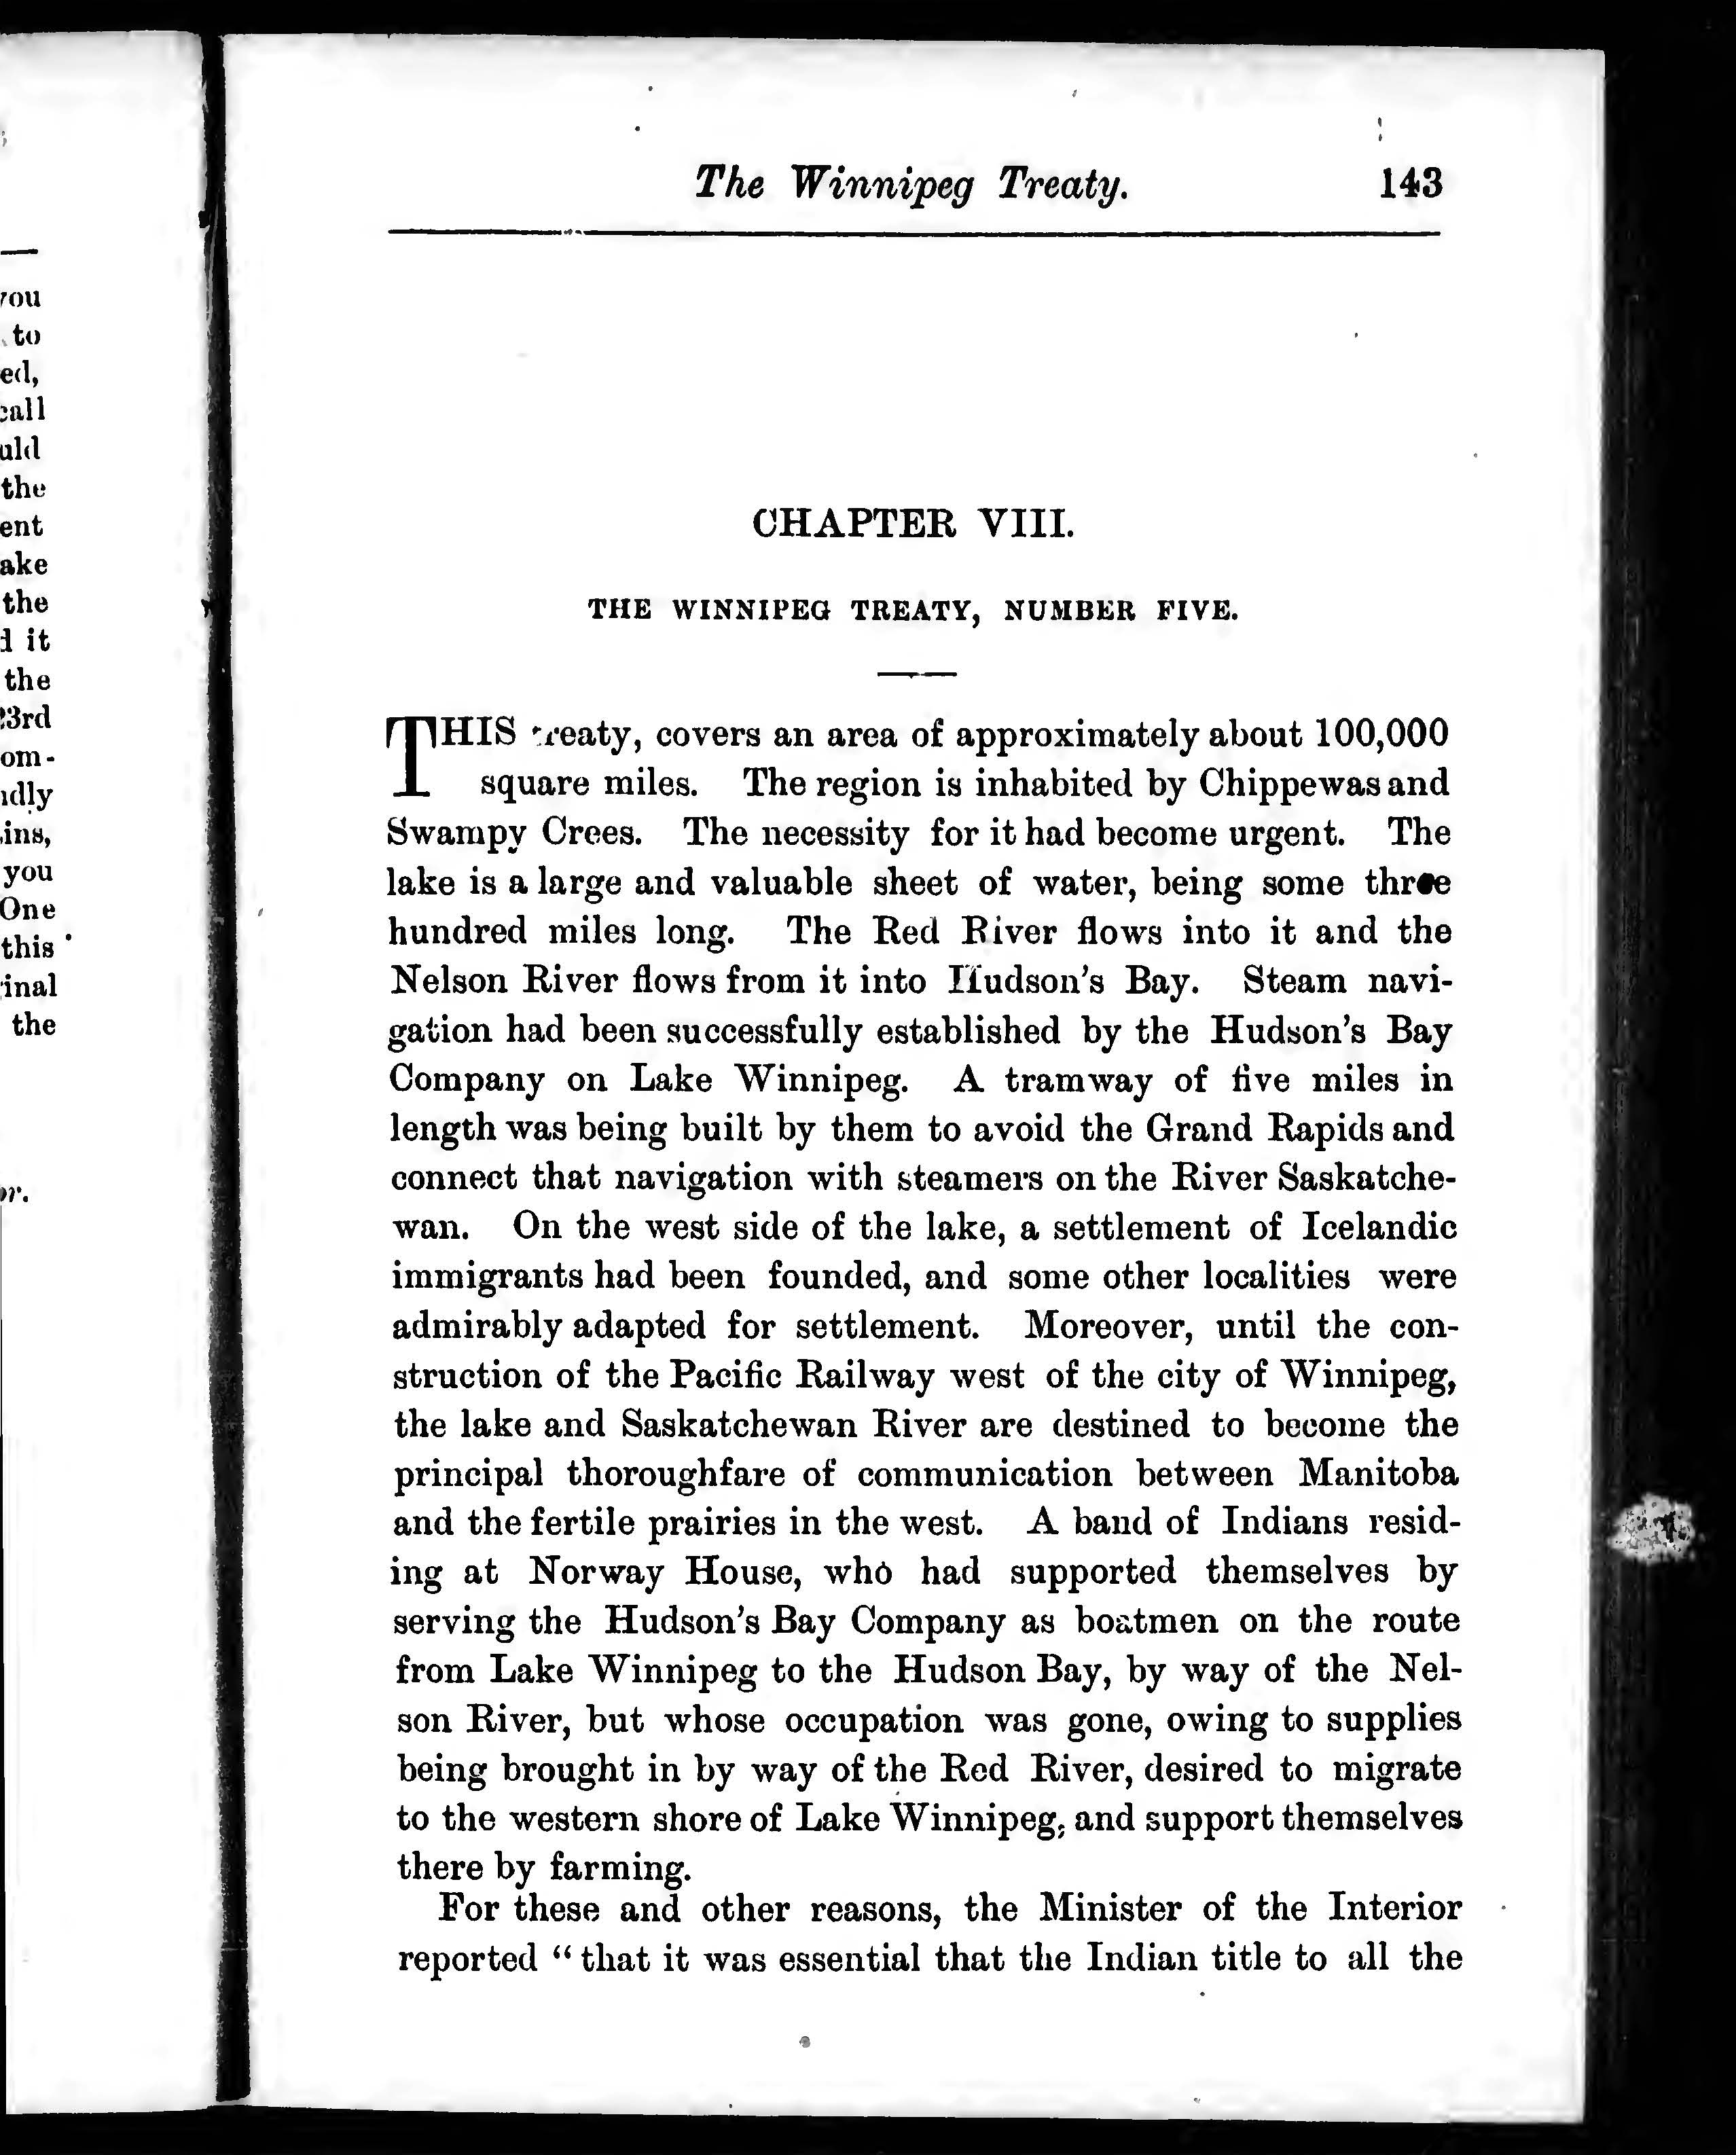 you
to
ed,
call
uld
the
ent
ake
the
d it
the
23rd
om-
idly
ins,
you
One
this
inal
the
or.
The Winnipeg Treaty. 143
CHAPTER VIII.
THE WINNIPEG TREATY, NUMBER FIVE.
THIS treaty, covers an area of approximately about 100,000
square miles. The region is inhabited by Chippewas and
Swampy Crees. The necessity for it had become urgent. The
lake is a large and valuable sheet of water, being some three
hundred miles long. The Red River flows into it and the
Nelson River flows from it into Hudson's Bay. Steam navi-
gation had been successfully established by the Hudson's Bay
Company on Lake Winnipeg. A tramway of five miles in
length was being built by them to avoid the Grand Rapids and
connect that navigation with steamers on the River Saskatche-
wan. On the west side of the lake, a settlement of Icelandic
immigrants had been founded, and some other localities were
admirably adapted for settlement. Moreover, until the con-
struction of the Pacific Railway west of the city of Winnipeg,
the lake and Saskatchewan River are destined to become the
principal thoroughfare of communication between Manitoba
and the fertile prairies in the west. A band of Indians resid-
ing at Norway House, who had supported themselves by
serving the Hudson's Bay Company as boatmen on the route
from Lake Winnipeg to the Hudson Bay, by way of the Nel-
son River, but whose occupation was gone, owing to supplies
being brought in by way of the Red River, desired to migrate
to the western shore of Lake Winnipeg, and support themselves
there by farming.
For these and other reasons, the Minister of the Interior
reported “ that it was essential that the Indian title to all the